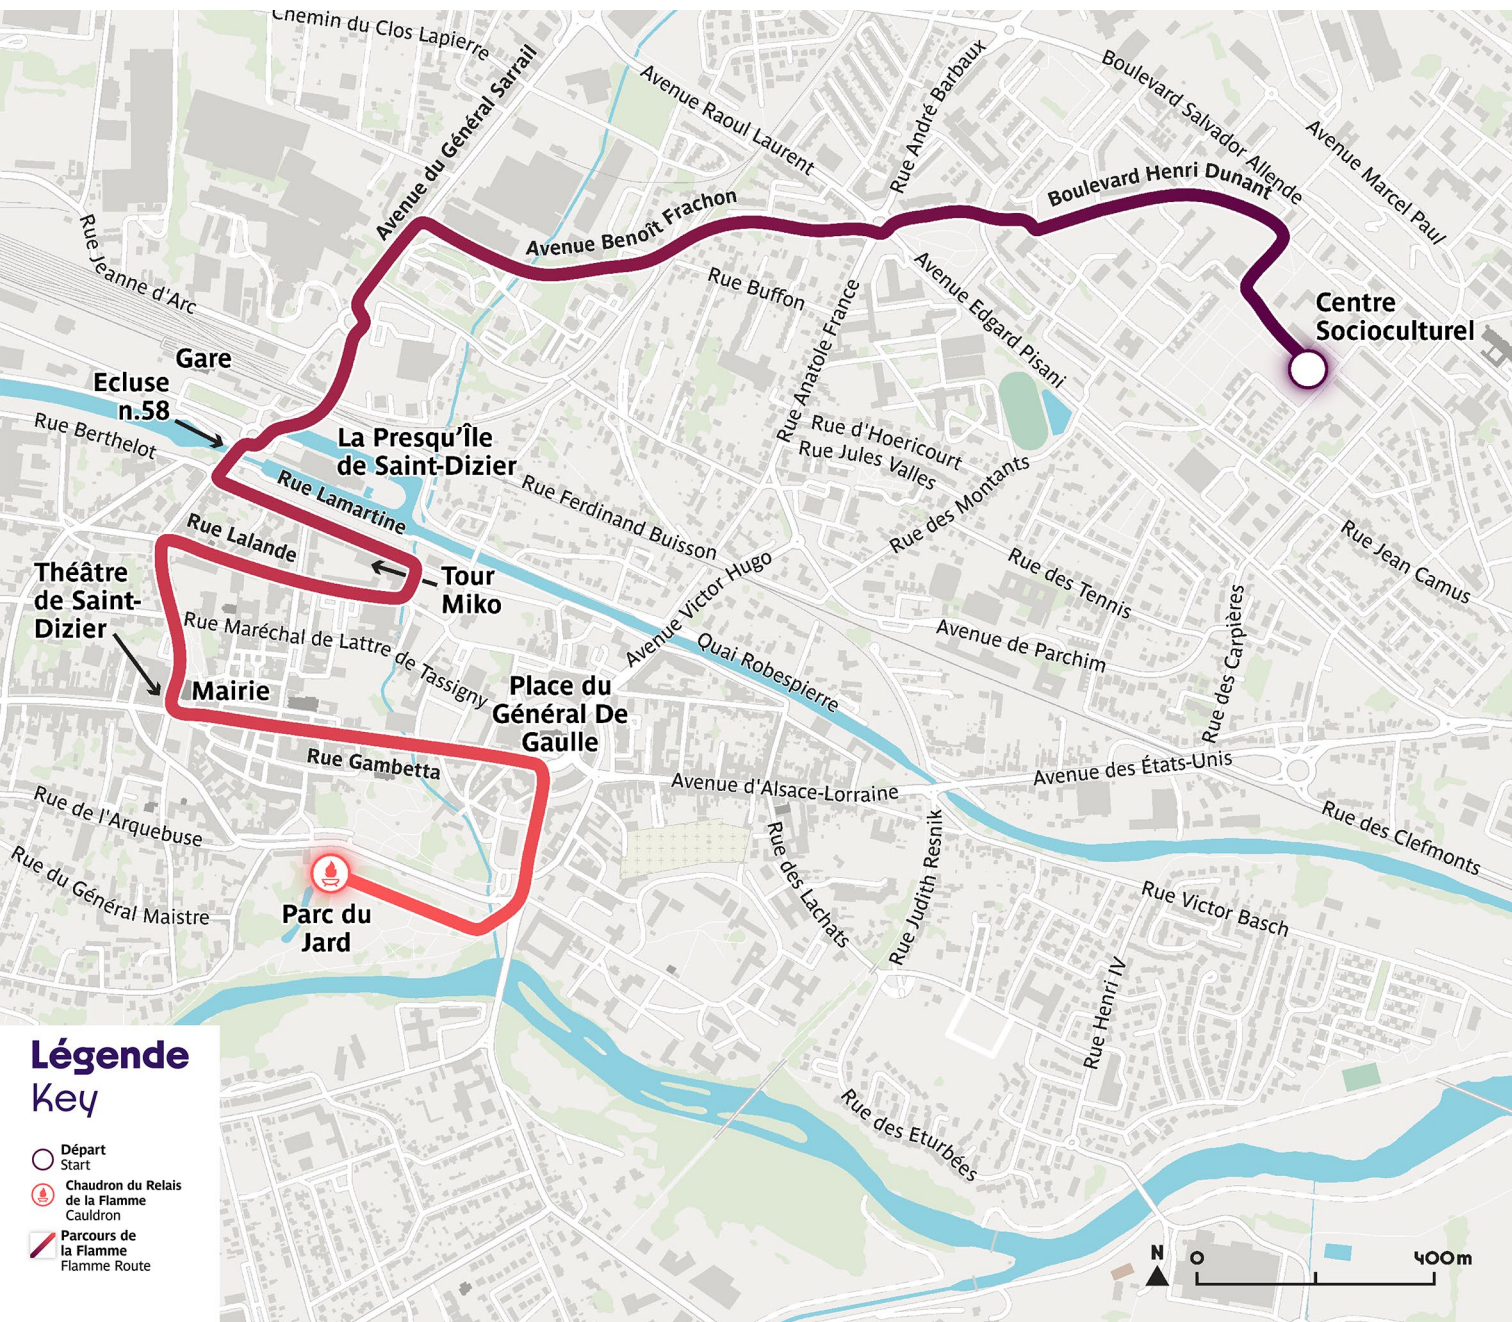 Chemin du Clos Lapierre
Avenue du Général Sarrail
Avenue Raoul Laurent
Rue André Barbaux
Boulevard Salvador Allende
Avenue Marcel Paul
Boulevard Henri Dunant
Avenue Benoît Frachon
Rue Jeanne d'Arc
Rue Buffon
Avenue Edgard Pisani
Rue Anatole France
Centre
Socioculturel
Gare
Ecluse
n.58
Rue Berthelot
La Presqu'Île
de Saint-Dizier
Rue Lamartine
Rue d'Hoericourt
Rue Jules Valles
Rue des Montants
Rue Ferdinand Buisson
Rue Lalande
Tour
Miko
Théâtre
de Saint-
Dizier
Rue Maréchal de Lattre de Tassigny
Avenue Victor Hugo
Rue des Tennis
Rue Jean Camus
Rue des Carpières
Avenue de Parchim
Quai Robespierre
Mairie
Place du
Général De
Gaulle
Rue Gambetta
Avenue d'Alsace-Lorraine
Avenue des États-Unis
Rue de l'Arquebuse
Rue du Général Maistre
Rue des Lachats
Rue Judith Resnik
Rue des Clefmonts
Rue Victor Basch
Parc du
Jard
Rue Henri IV
Rue des Eturbées
Légende
Key
Départ
Start
Chaudron du Relais
de la Flamme
Cauldron
Parcours de
la Flamme
Flamme Route
N
0
400m